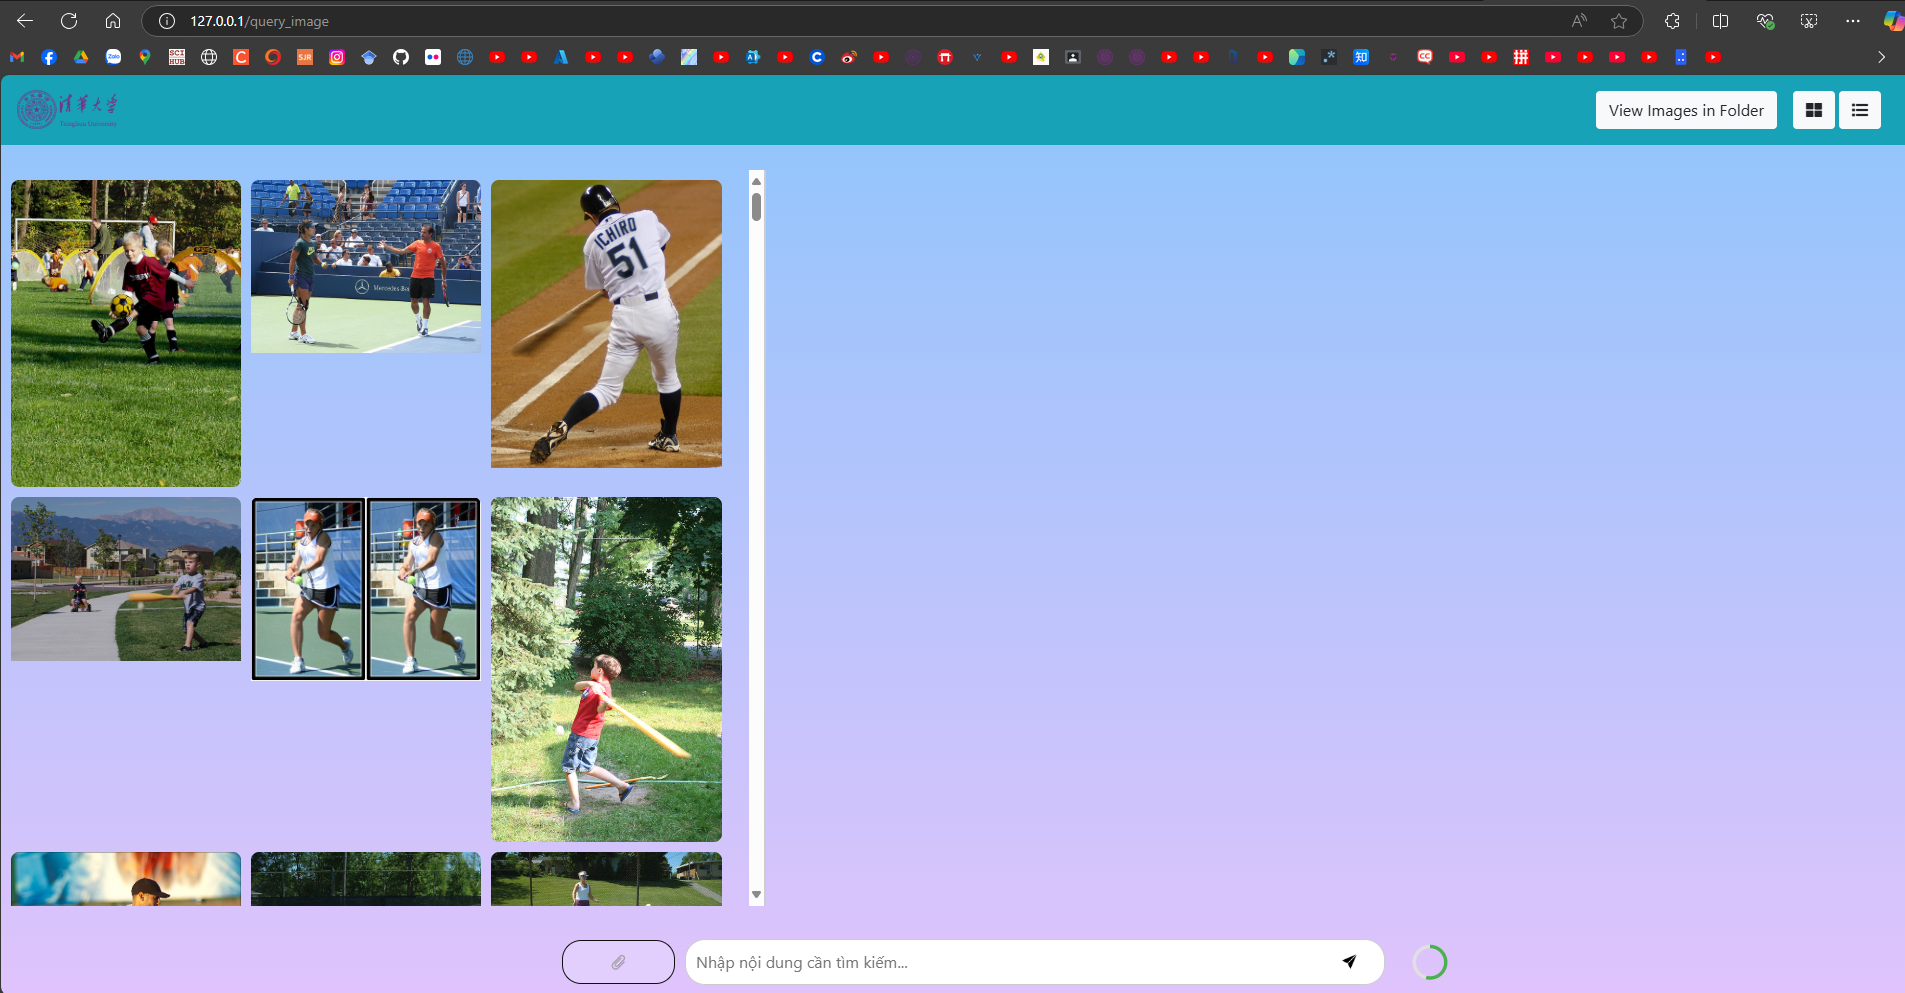 127.0.0.1/query_image
清華大学
Tsinghua University
View Images in Folder
Mercedes-Be
ICHIRO
51
Nhập nội dung cần tìm kiếm...